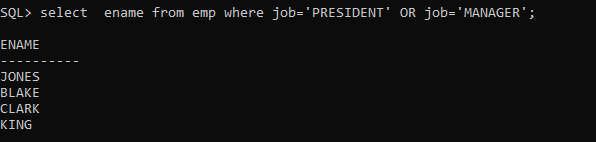 SQL> select  ename from emp where job='PRESIDENT' OR job='MANAGER';
ENAME
----------
JONES
BLAKE
CLARK
KING